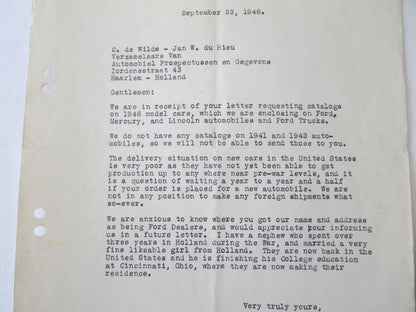 September 23, 1946.
C. de Wilde - Jan W. du Rieu
Verzamelaars Van
Automobiel Prospectussen en Gegevens
Iordensstraat 43
Haarlem - Holland
Gentlemen:
We are in receipt of your letter requesting catalogs
on 1946 model cars, which we are enclosing on Ford,
Mercury, and Lincoln automobiles and Ford Trucks.
We do not have any catalogs on 1941 and 1942 auto-
mobiles, so we will not be able to send those to you.
The delivery situation on new cars in the United States
is very poor as they have not yet been able to get
production up to any where near pre-war levels, and it
is a question of waiting a year to a year and a half
if your order is placed for a new automobile. We are
not in any position to make any foreign shipments what
so-ever.
We are anxious to know where you got our name and address
as being Ford Dealers, and would appreciate your informing
us in a future letter. I have a nephew who spent over
three years in Holland during the War, and married a very
fine likeable girl from Holland. They are now back in the
United States and he is finishing his College education
at Cincinnati, Ohio, where they are now making their
residence.
Very truly yours,